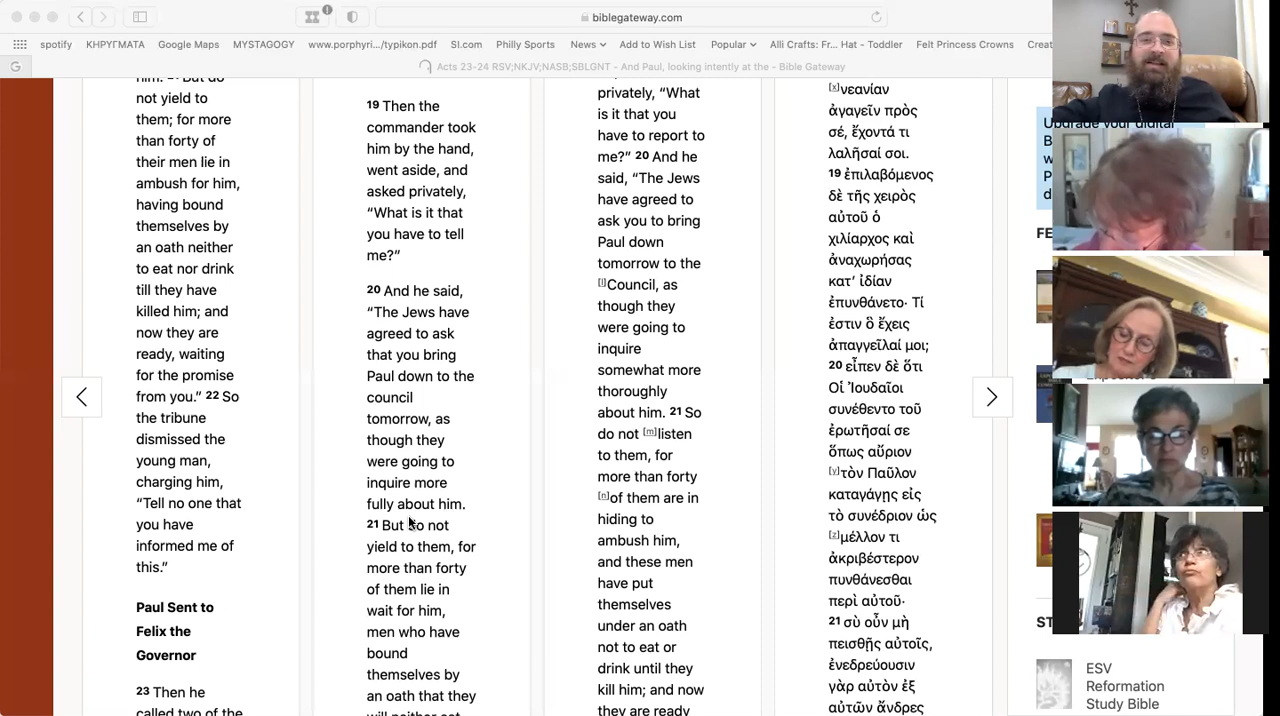 biblegateway.com
spotify
ΚΗΡΥΓΜΑΤΑ
Google Maps
MYSTAGOGY
www.porphyri.../typikon.pdf
SI.com
Philly Sports
News
Add to Wish List
Popular
Alli Crafts: Fr... Hat - Toddler
Felt Princess Crowns
G
Acts 23-24 RSV;NKJV;NASB;SBLGNT - And Paul, looking intently at the - Bible Gateway
him. 21 But do
not yield to
them; for more
than forty of
their men lie in
ambush for him,
having bound
themselves by
an oath neither
to eat nor drink
till they have
killed him; and
now they are
ready, waiting
for the promise
from you.” 22 So
the tribune
dismissed the
young man,
charging him,
“Tell no one that
you have
informed me of
this.”
Paul Sent to
Felix the
Governor
23 Then he
called two of the
19 Then the
commander took
him by the hand,
went aside, and
asked privately,
“What is it that
you have to tell
me?”
20 And he said,
“The Jews have
agreed to ask
that you bring
Paul down to the
council
tomorrow, as
though they
were going to
inquire more
fully about him.
21 But do not
yield to them, for
more than forty
of them lie in
wait for him,
men who have
bound
themselves by
an oath that they
will neither eat
privately, “What
is it that you
have to report to
me?” 20 And he
said, “The Jews
have agreed to
ask you to bring
Paul down
tomorrow to the
[l]Council, as
though they
were going to
inquire
somewhat more
thoroughly
about him. 21 So
do not [m]listen
to them, for
more than forty
[n]of them are in
hiding to
ambush him,
and these men
have put
themselves
under an oath
not to eat or
drink until they
kill him; and now
they are ready
[x]νεανίαν
ἀγαγεῖν πρὸς
σέ, ἔχοντά τι
λαλῆσαί σοι.
19 ἐπιλαβόμενος
δὲ τῆς χειρὸς
αὐτοῦ ὁ
χιλίαρχος καὶ
ἀναχωρήσας
κατ’ ἰδίαν
ἐπυνθάνετο· Τί
ἐστιν ὃ ἔχεις
ἀπαγγεῖλαί μοι;
20 εἶπεν δὲ ὅτι
Οἱ Ἰουδαῖοι
συνέθεντο τοῦ
ἐρωτῆσαί σε
ὅπως αὔριον
[y]τὸν Παῦλον
καταγάγῃς εἰς
τὸ συνέδριον ὡς
[z]μέλλον τι
ἀκριβέστερον
πυνθάνεσθαι
περὶ αὐτοῦ·
21 σὺ οὖν μὴ
πεισθῇς αὐτοῖς,
ἐνεδρεύουσιν
γὰρ αὐτὸν ἐξ
αὐτῶν ἄνδρες
Upgrade your digital
ESV
Reformation
Study Bible